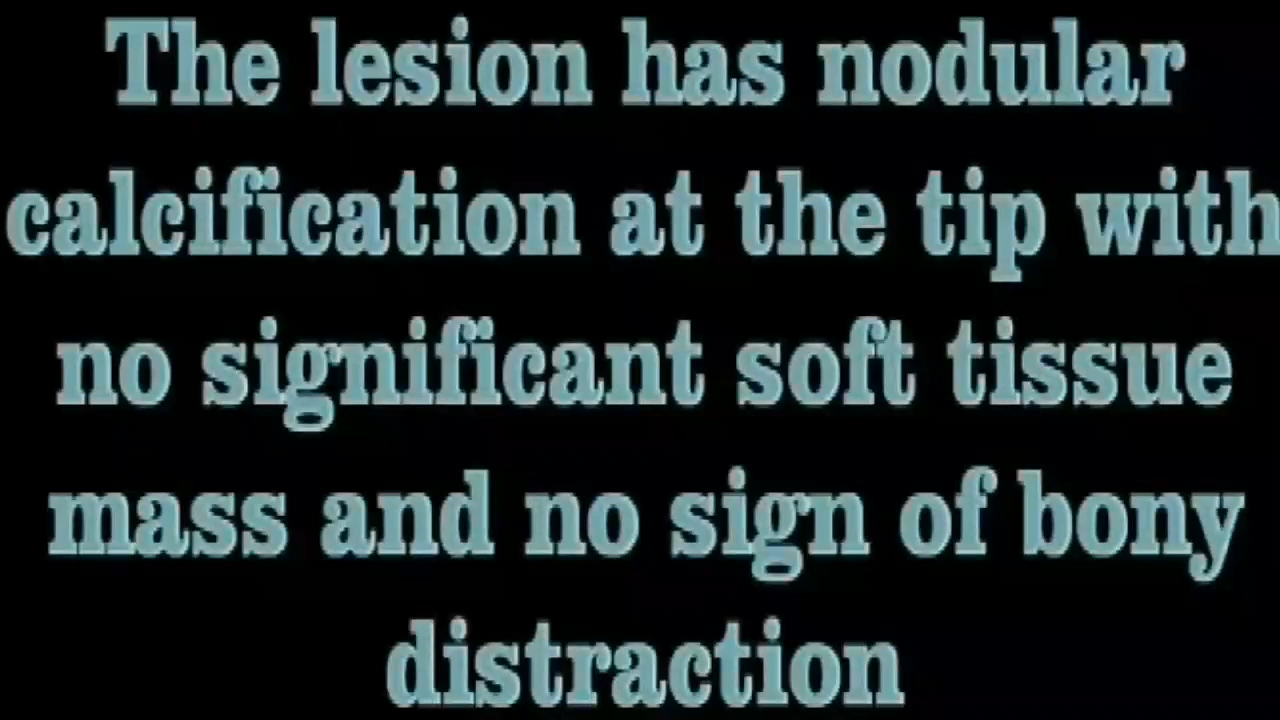 The lesion has nodular
calcification at the tip with
no significant soft tissue
mass and no sign of bony
distraction